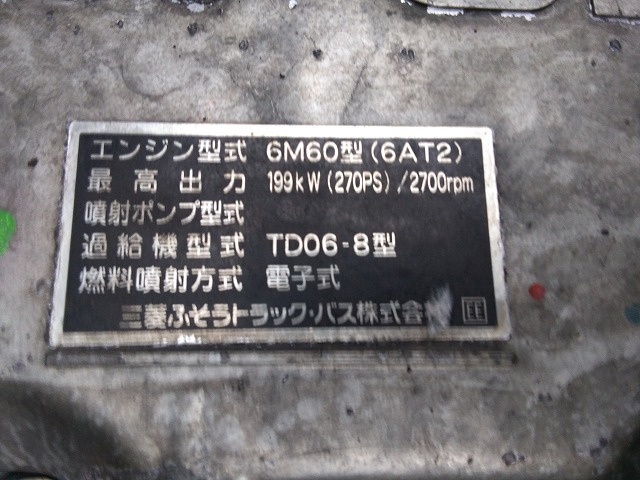 エンジン型式 6M60型(6AT2)
最高出力 199kW(270PS)/2700rpm
噴射ポンプ型式
過給機型式 TD06-8型
燃料噴射方式 電子式
三菱ふそうトラック・バス株式会社 EE